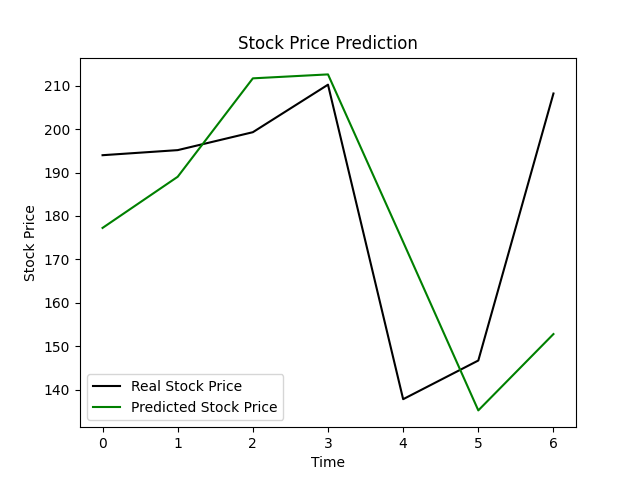 Stock Price Prediction
Stock Price
210
200
190
180
170
160
150
140
Real Stock Price
Predicted Stock Price
0 1 2 3 4 5 6
Time